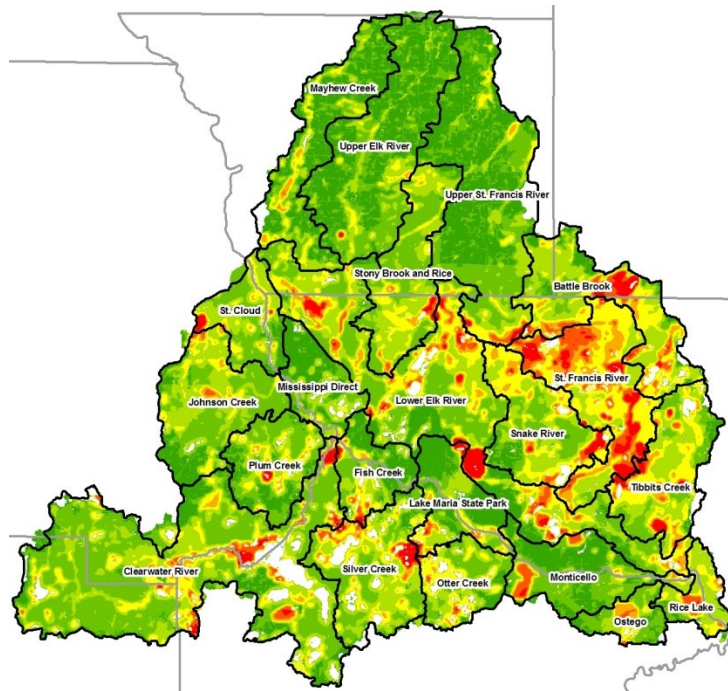 Mayhew Creek
Upper Elk River
Upper St. Francis River
Stony Brook and Rice
Battle Brook
St. Cloud
St. Francis River
Mississippi Direct
Johnson Creek
Lower Elk River
Snake River
Plum Creek
Fish Creek
Tibbits Creek
Lake Maria State Park
Clearwater River
Silver Creek
Otter Creek
Monticello
Rice Lake
Ostego